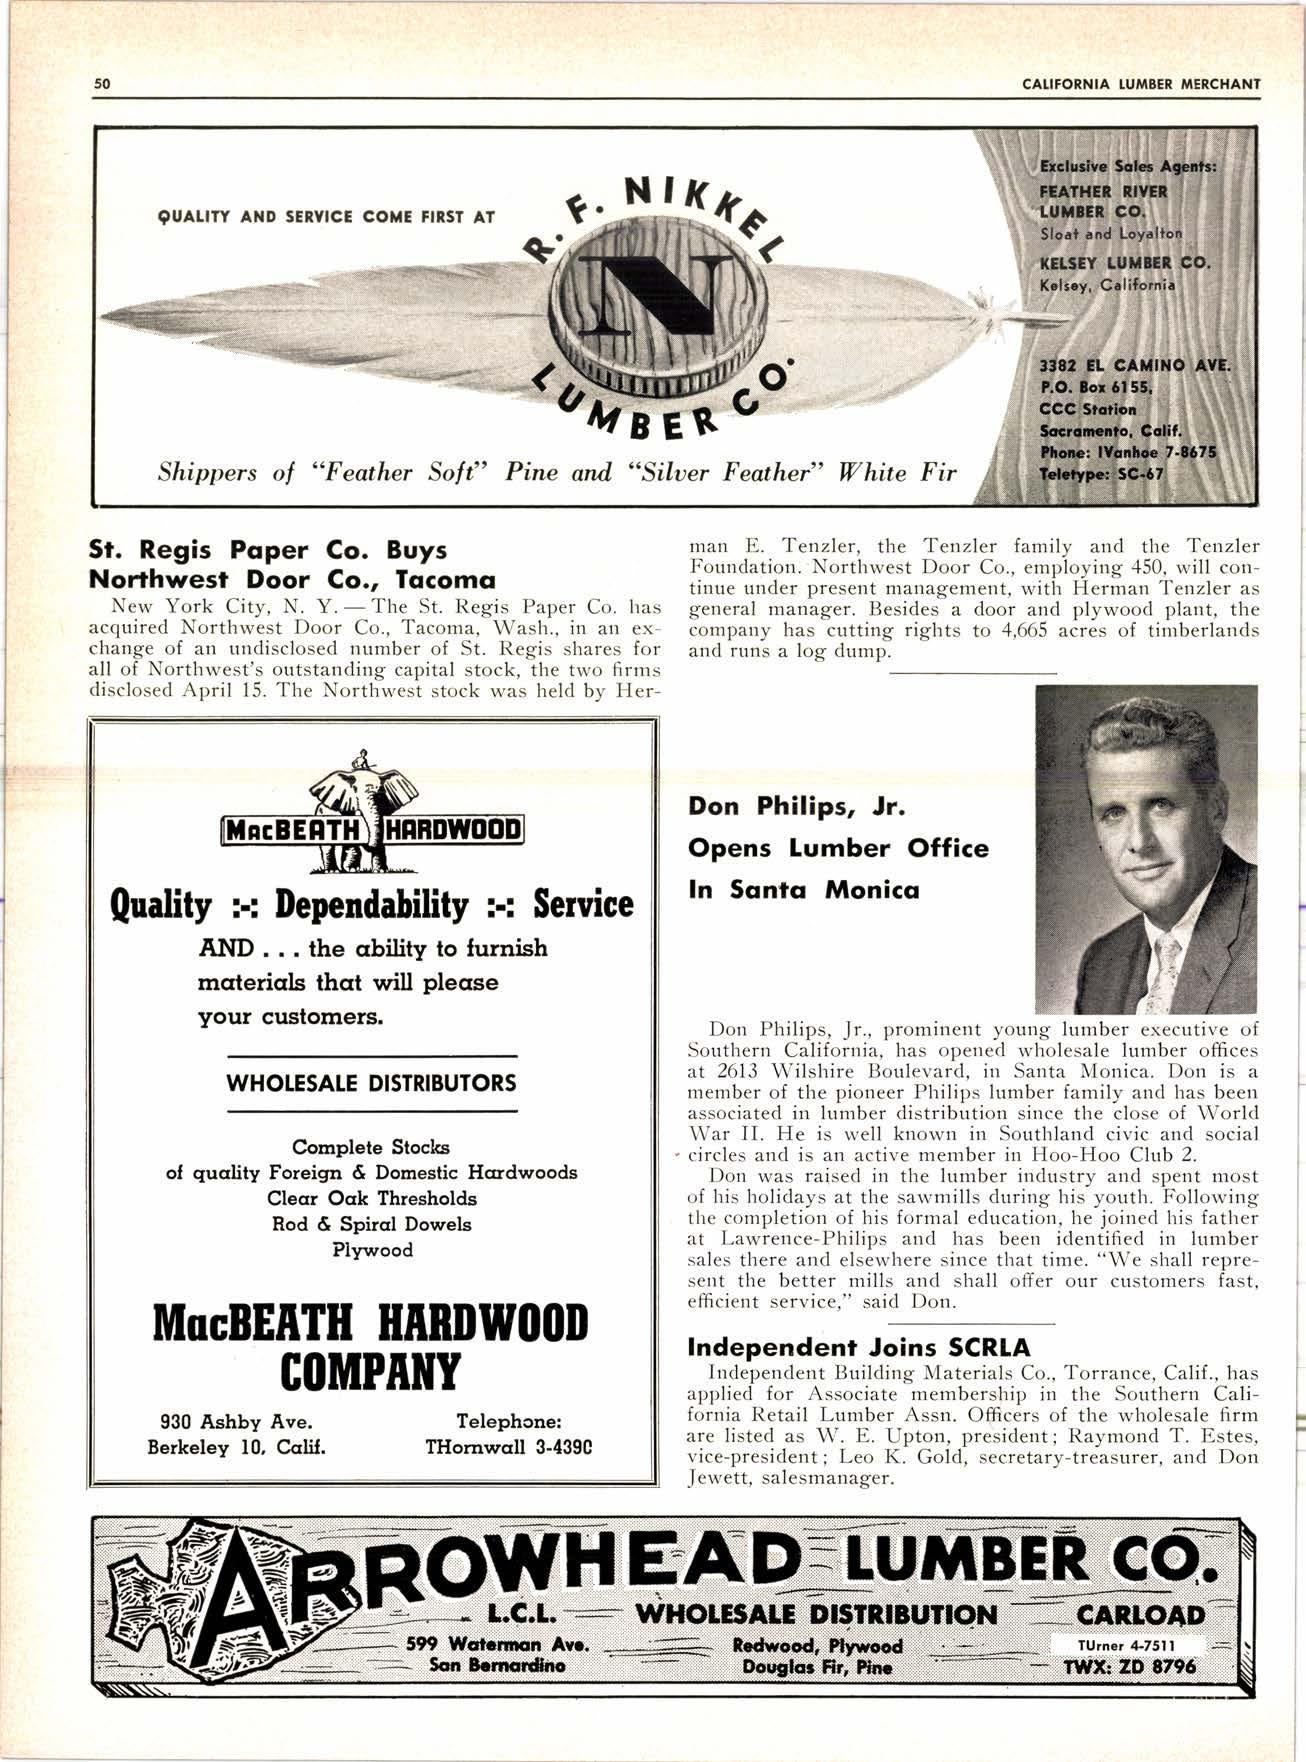 50
CALIFORNIA LUMBER MERCHANT
QUALITY AND SERVICE COME FIRST AT
R. F. NIKKEL
N
LUMBER CO.
Shippers of "Feather Soft" Pine and "Silver Feather" White Fir
Exclusive Sales Agents:
FEATHER RIVER
LUMBER CO.
Sloat and Loyalton
KELSEY LUMBER CO.
Kelsey, California
3382 EL CAMINO AVE.
P.O. Box 6155,
CCC Station
Sacramento, Calif.
Phone: IVanhoe 7-8675
Teletype: SC-67
St. Regis Paper Co. Buys
Northwest Door Co., Tacoma
New York City, N. Y. — The St. Regis Paper Co. has
acquired Northwest Door Co., Tacoma, Wash., in an ex-
change of an undisclosed number of St. Regis shares for
all of Northwest's outstanding capital stock, the two firms
disclosed April 15. The Northwest stock was held by Her-
man E. Tenzler, the Tenzler family and the Tenzler
Foundation. Northwest Door Co., employing 450, will con-
tinue under present management, with Herman Tenzler as
general manager. Besides a door and plywood plant, the
company has cutting rights to 4,665 acres of timberlands
and runs a log dump.
MacBEATH HARDWOOD
Quality :-: Dependability :-: Service
AND . . . the ability to furnish
materials that will please
your customers.
WHOLESALE DISTRIBUTORS
Complete Stocks
of quality Foreign & Domestic Hardwoods
Clear Oak Thresholds
Rod & Spiral Dowels
Plywood
MacBEATH HARDWOOD
COMPANY
930 Ashby Ave.
Berkeley 10, Calif.
Telephone:
THornwall 3-4390
Don Philips, Jr.
Opens Lumber Office
In Santa Monica
Don Philips, Jr., prominent young lumber executive of
Southern California, has opened wholesale lumber offices
at 2613 Wilshire Boulevard, in Santa Monica. Don is a
member of the pioneer Philips lumber family and has been
associated in lumber distribution since the close of World
War II. He is well known in Southland civic and social
circles and is an active member in Hoo-Hoo Club 2.
Don was raised in the lumber industry and spent most
of his holidays at the sawmills during his youth. Following
the completion of his formal education, he joined his father
at Lawrence-Philips and has been identified in lumber
sales there and elsewhere since that time. "We shall repre-
sent the better mills and shall offer our customers fast,
efficient service," said Don.
Independent Joins SCRLA
Independent Building Materials Co., Torrance, Calif., has
applied for Associate membership in the Southern Cali-
fornia Retail Lumber Assn. Officers of the wholesale firm
are listed as W. E. Upton, president; Raymond T. Estes,
vice-president; Leo K. Gold, secretary-treasurer, and Don
Jewett, salesmanager.
ARROWHEAD LUMBER CO.
L.C.L. WHOLESALE DISTRIBUTION CARLOAD
599 Waterman Ave.
San Bernardino
Redwood, Plywood
Douglas Fir, Pine
TUrner 4-7511
TWX: ZD 8796